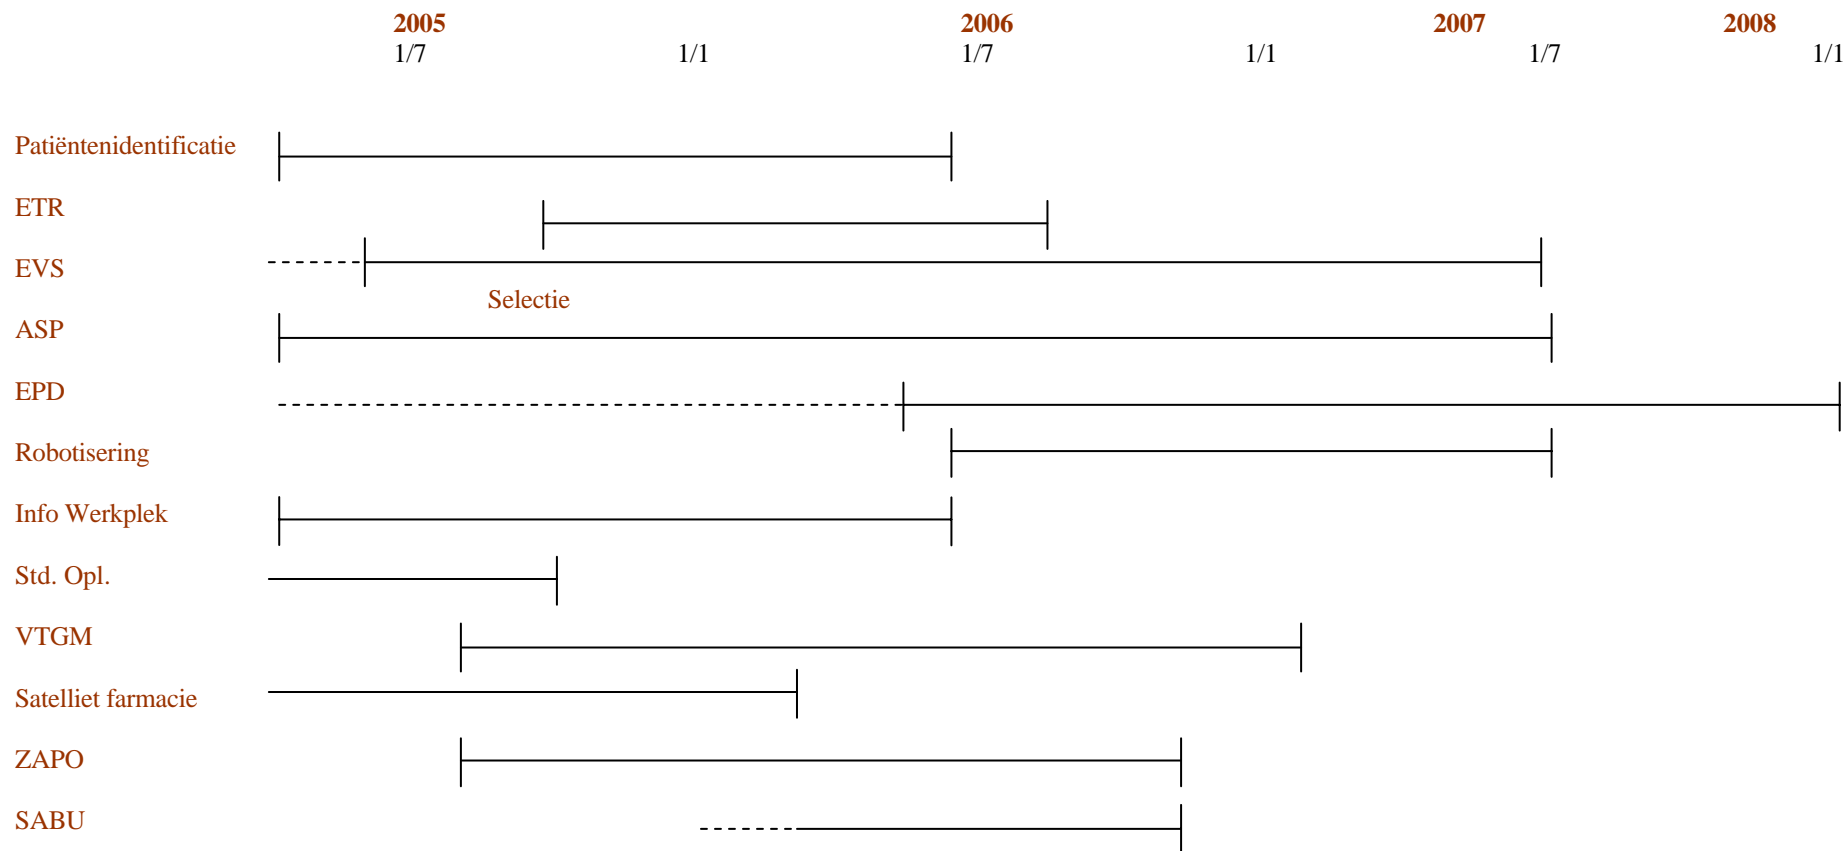 2005 2006 2007 2008
1/7 1/1 1/7 1/1 1/7 1/1
Patiëntenidentificatie
ETR
EVS
Selectie
ASP
EPD
Robotisering
Info Werkplek
Std. Opl.
VTGM
Satelliet farmacie
ZAPO
SABU